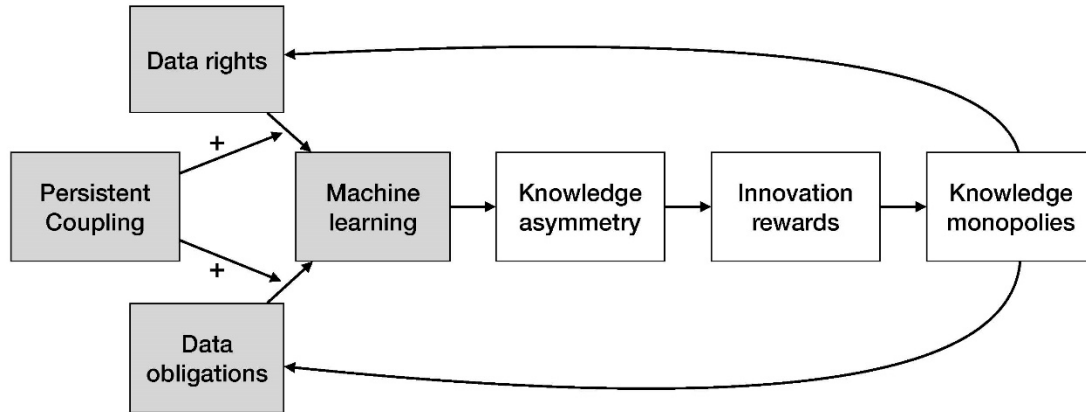 Data rights
+
Persistent
Coupling
Machine
learning
Knowledge
asymmetry
Innovation
rewards
Knowledge
monopolies
+
Data
obligations